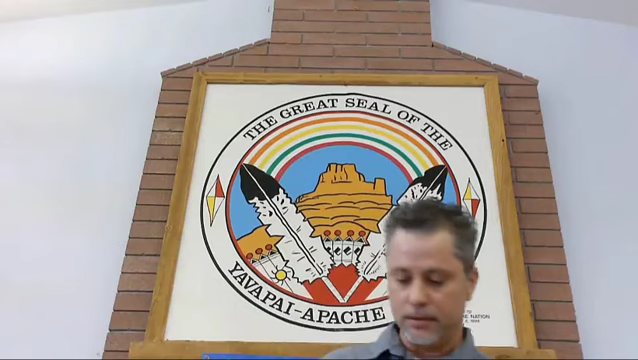 THE GREAT SEAL OF THE
YAVAPAI-APACHE
NATION